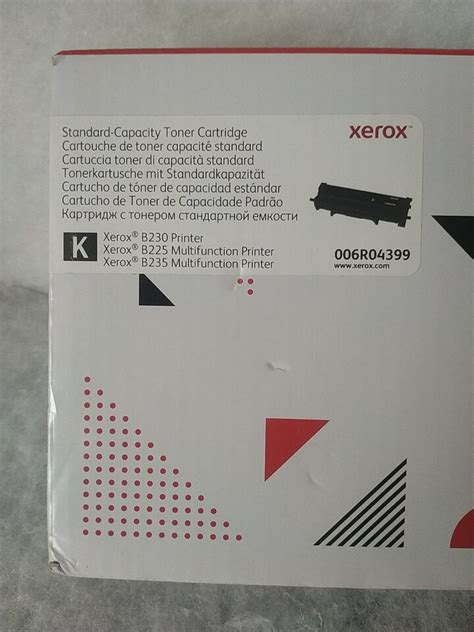 xerox™
Standard-Capacity Toner Cartridge
Cartouche de toner capacité standard
Cartuccia toner di capacità standard
Tonerkartusche mit Standardkapazität
Cartucho de tóner de capacidad estándar
Cartucho de Toner de Capacidade Padrão
Картридж с тонером стандартной емкости
K
Xerox® B230 Printer
Xerox® B225 Multifunction Printer
Xerox® B235 Multifunction Printer
006R04399
www.xerox.com